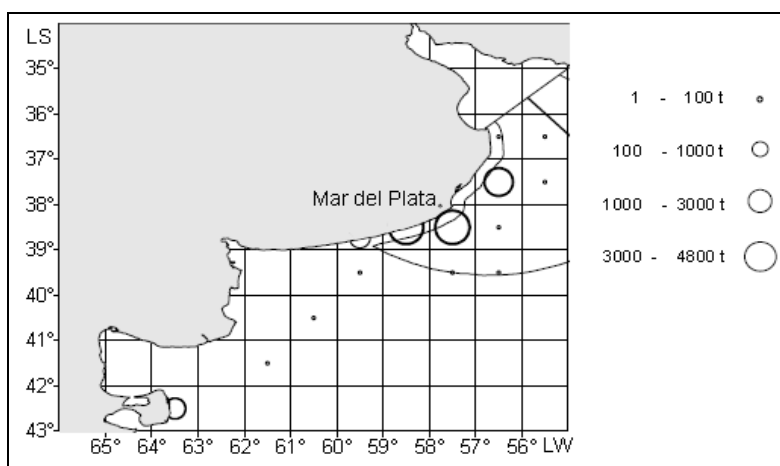 LS
35°
36°
37°
Mar del Plata
38°
39°
40°
41°
42°
43°
65° 64° 63° 62° 61° 60° 59° 58° 57° 56° LW
1 - 100 t
100 - 1000 t
1000 - 3000 t
3000 - 4800 t